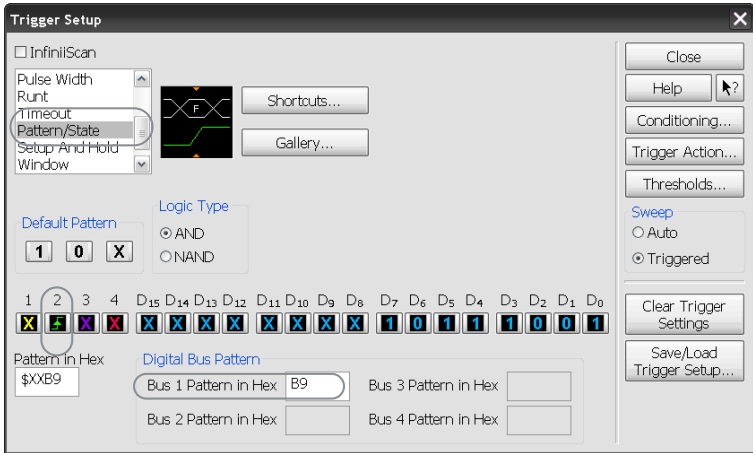 Trigger Setup
InfiniiScan
Pulse Width
Runt
Timeout
Pattern/State
Setup And Hold
Window
F
Shortcuts...
Gallery...
Close
Help
?
Conditioning...
Trigger Action...
Thresholds...
Sweep
Auto
Triggered
Clear Trigger
Settings
Save/Load
Trigger Setup...
Default Pattern
1 0 X
Logic Type
AND
NAND
1 2 3 4 D15 D14 D13 D12 D11 D10 D9 D8 D7 D6 D5 D4 D3 D2 D1 D0
X X X X X X X X X X X 1 0 1 1 1 0 0 1
Pattern in Hex
$XXB9
Digital Bus Pattern
Bus 1 Pattern in Hex B9 Bus 3 Pattern in Hex
Bus 2 Pattern in Hex Bus 4 Pattern in Hex